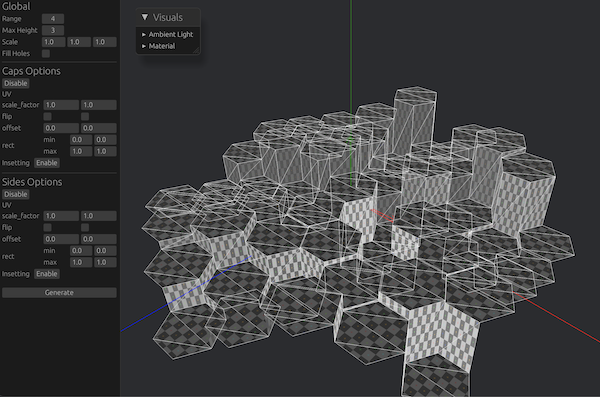 Global
Range 4
Max Height 3
Scale 1.0 1.0 1.0
Fill Holes
Caps Options
Disable
UV
scale_factor 1.0 1.0
flip
offset 0.0 0.0
rect min 0.0 0.0
max 1.0 1.0
Insetting Enable
Sides Options
Disable
UV
scale_factor 1.0 1.0
flip
offset 0.0 0.0
rect min 0.0 0.0
max 1.0 1.0
Insetting Enable
Generate
▼ Visuals
▸ Ambient Light
▸ Material